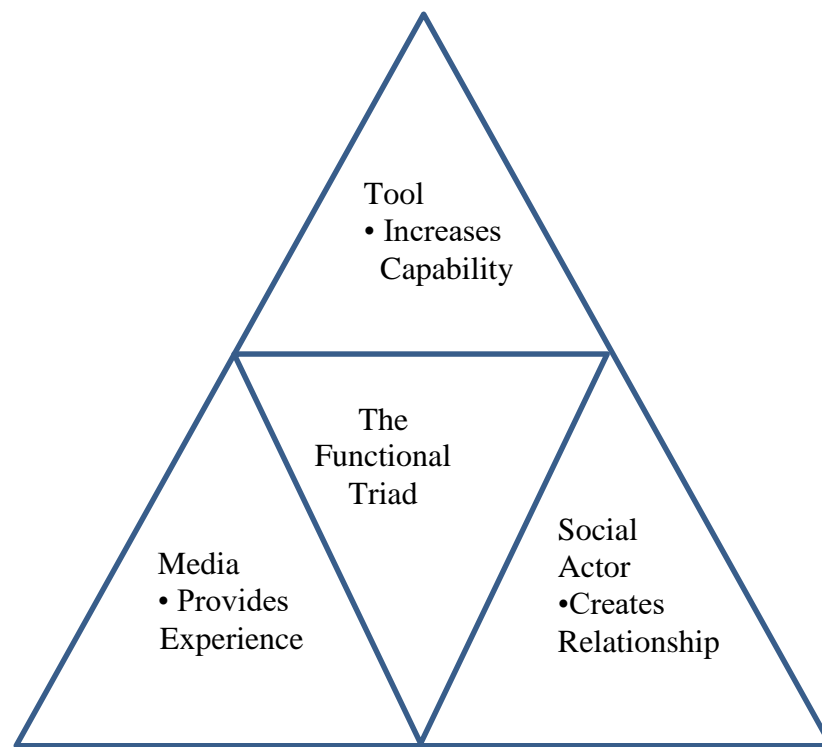 Tool
• Increases
Capability
The
Functional
Triad
Media
• Provides
Experience
Social
Actor
•Creates
Relationship